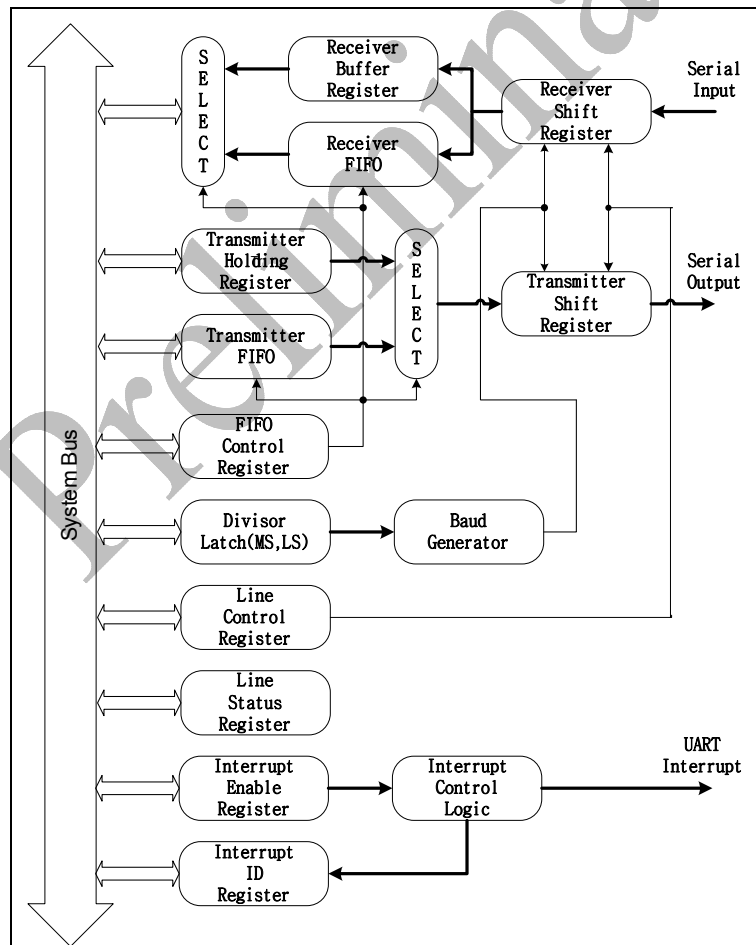 Prelimina
System Bus
S
E
L
E
C
T
Receiver
Buffer
Register
Receiver
FIFO
Receiver
Shift
Register
Serial
Input
Transmitter
Holding
Register
Transmitter
FIFO
S
E
L
E
C
T
Transmitter
Shift
Register
Serial
Output
FIFO
Control
Register
Divisor
Latch(MS,LS)
Baud
Generator
Line
Control
Register
Line
Status
Register
Interrupt
Enable
Register
Interrupt
Control
Logic
UART
Interrupt
Interrupt
ID
Register